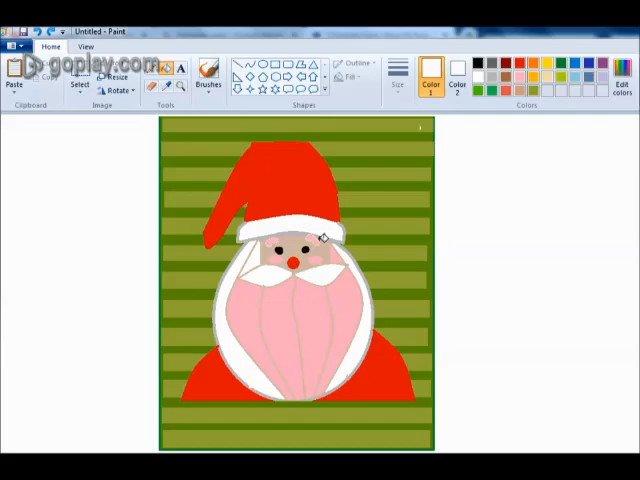 Untitled - Paint
Home View
goplay.com
Paste
Select
Resize
Rotate
A
Brushes
Outline
Fill
Size
Color 1
Color 2
Edit colors
Clipboard Image Tools Shapes Colors